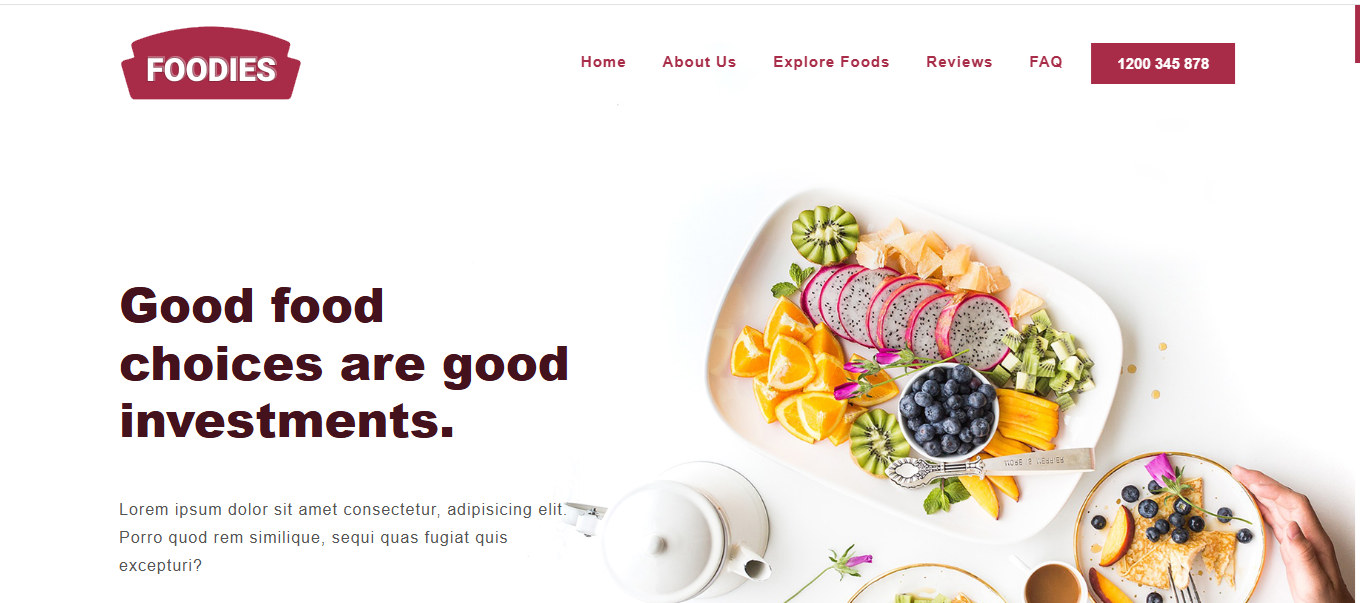 FOODIES
Home About Us Explore Foods Reviews FAQ 1200 345 878
Good food
choices are good
investments.
Lorem ipsum dolor sit amet consectetur, adipisicing elit.
Porro quod rem similique, sequi quas fugiat quis
excepturi?